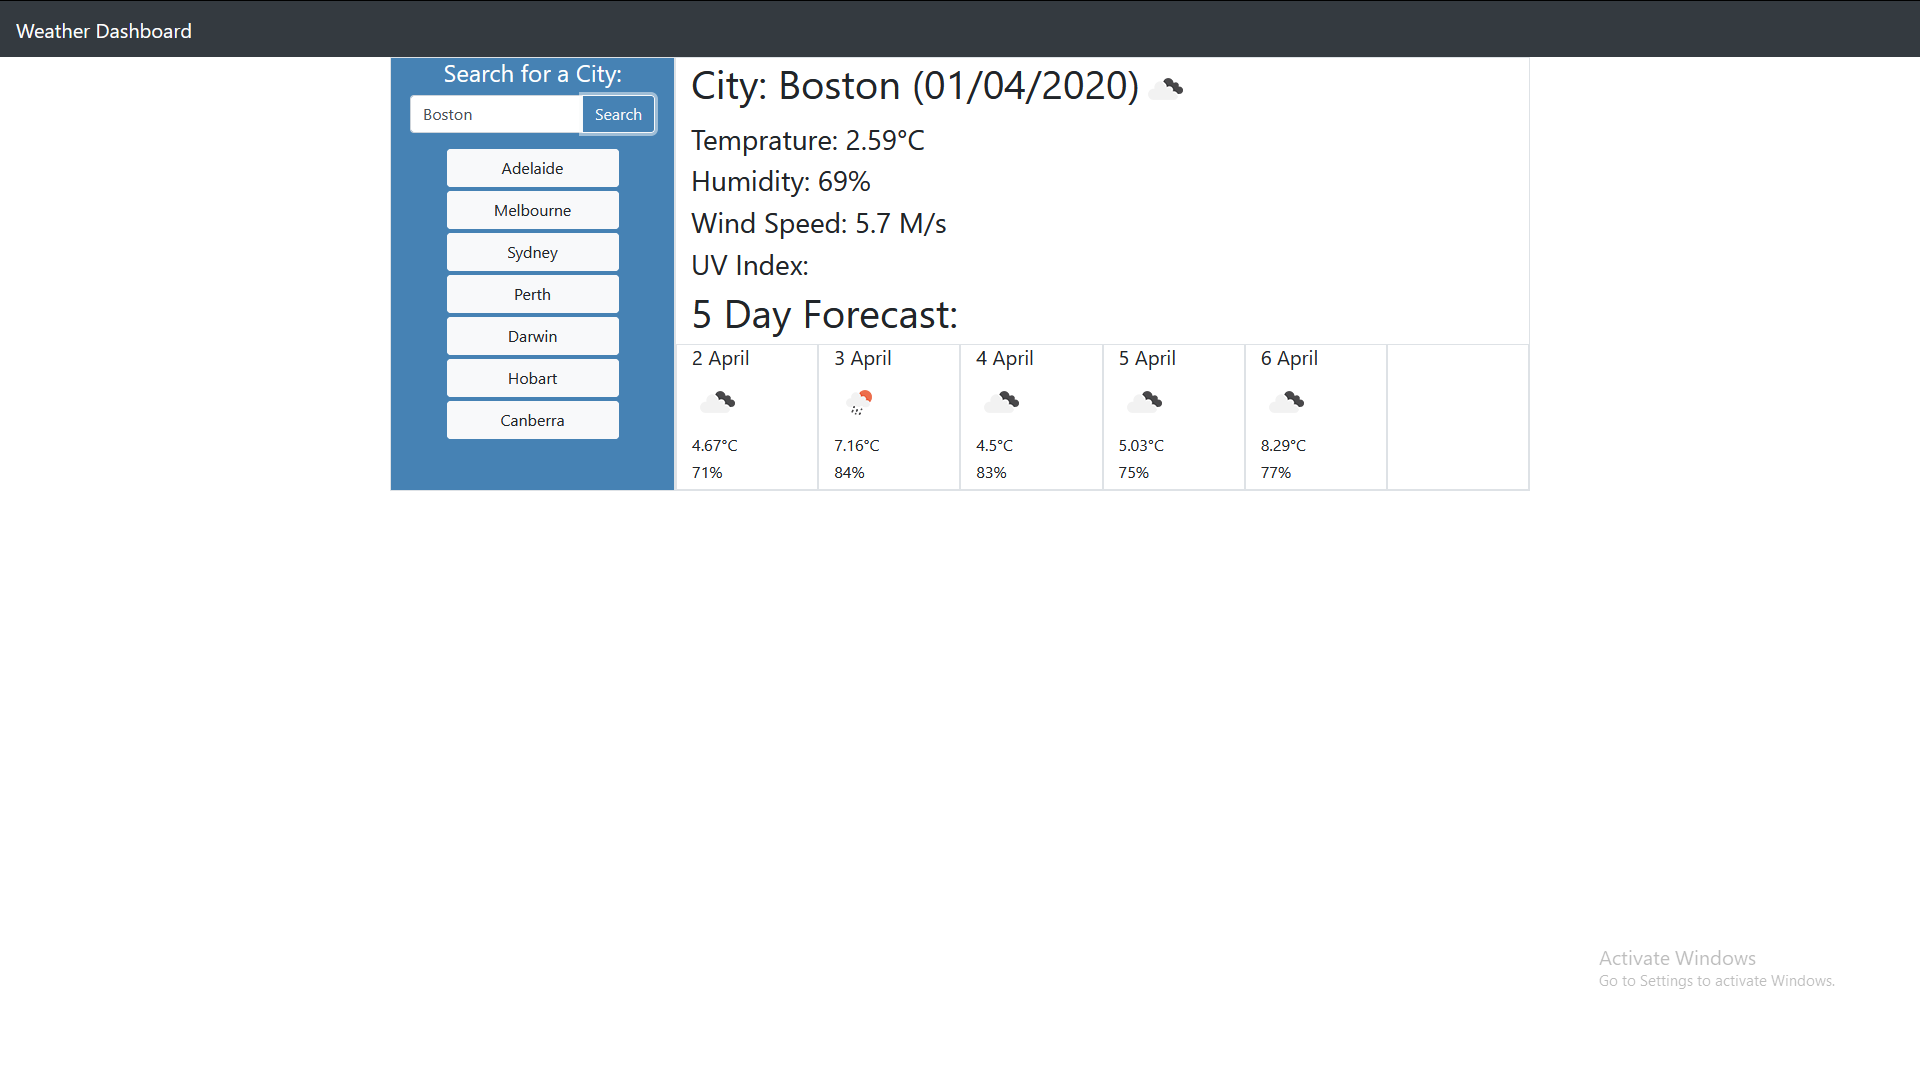 Weather Dashboard
Search for a City:
Boston
Search
Adelaide
Melbourne
Sydney
Perth
Darwin
Hobart
Canberra
City: Boston (01/04/2020)
Temprature: 2.59°C
Humidity: 69%
Wind Speed: 5.7 M/s
UV Index:
5 Day Forecast:
2 April
4.67°C
71%
3 April
7.16°C
84%
4 April
4.5°C
83%
5 April
5.03°C
75%
6 April
8.29°C
77%
Activate Windows
Go to Settings to activate Windows.